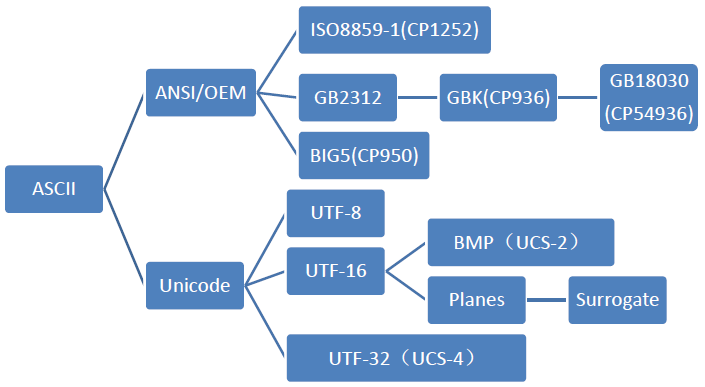 ASCII
ANSI/OEM
ISO8859-1(CP1252)
GB2312
GBK(CP936)
GB18030
(CP54936)
BIG5(CP950)
Unicode
UTF-8
UTF-16
BMP（UCS-2）
Planes
Surrogate
UTF-32（UCS-4）